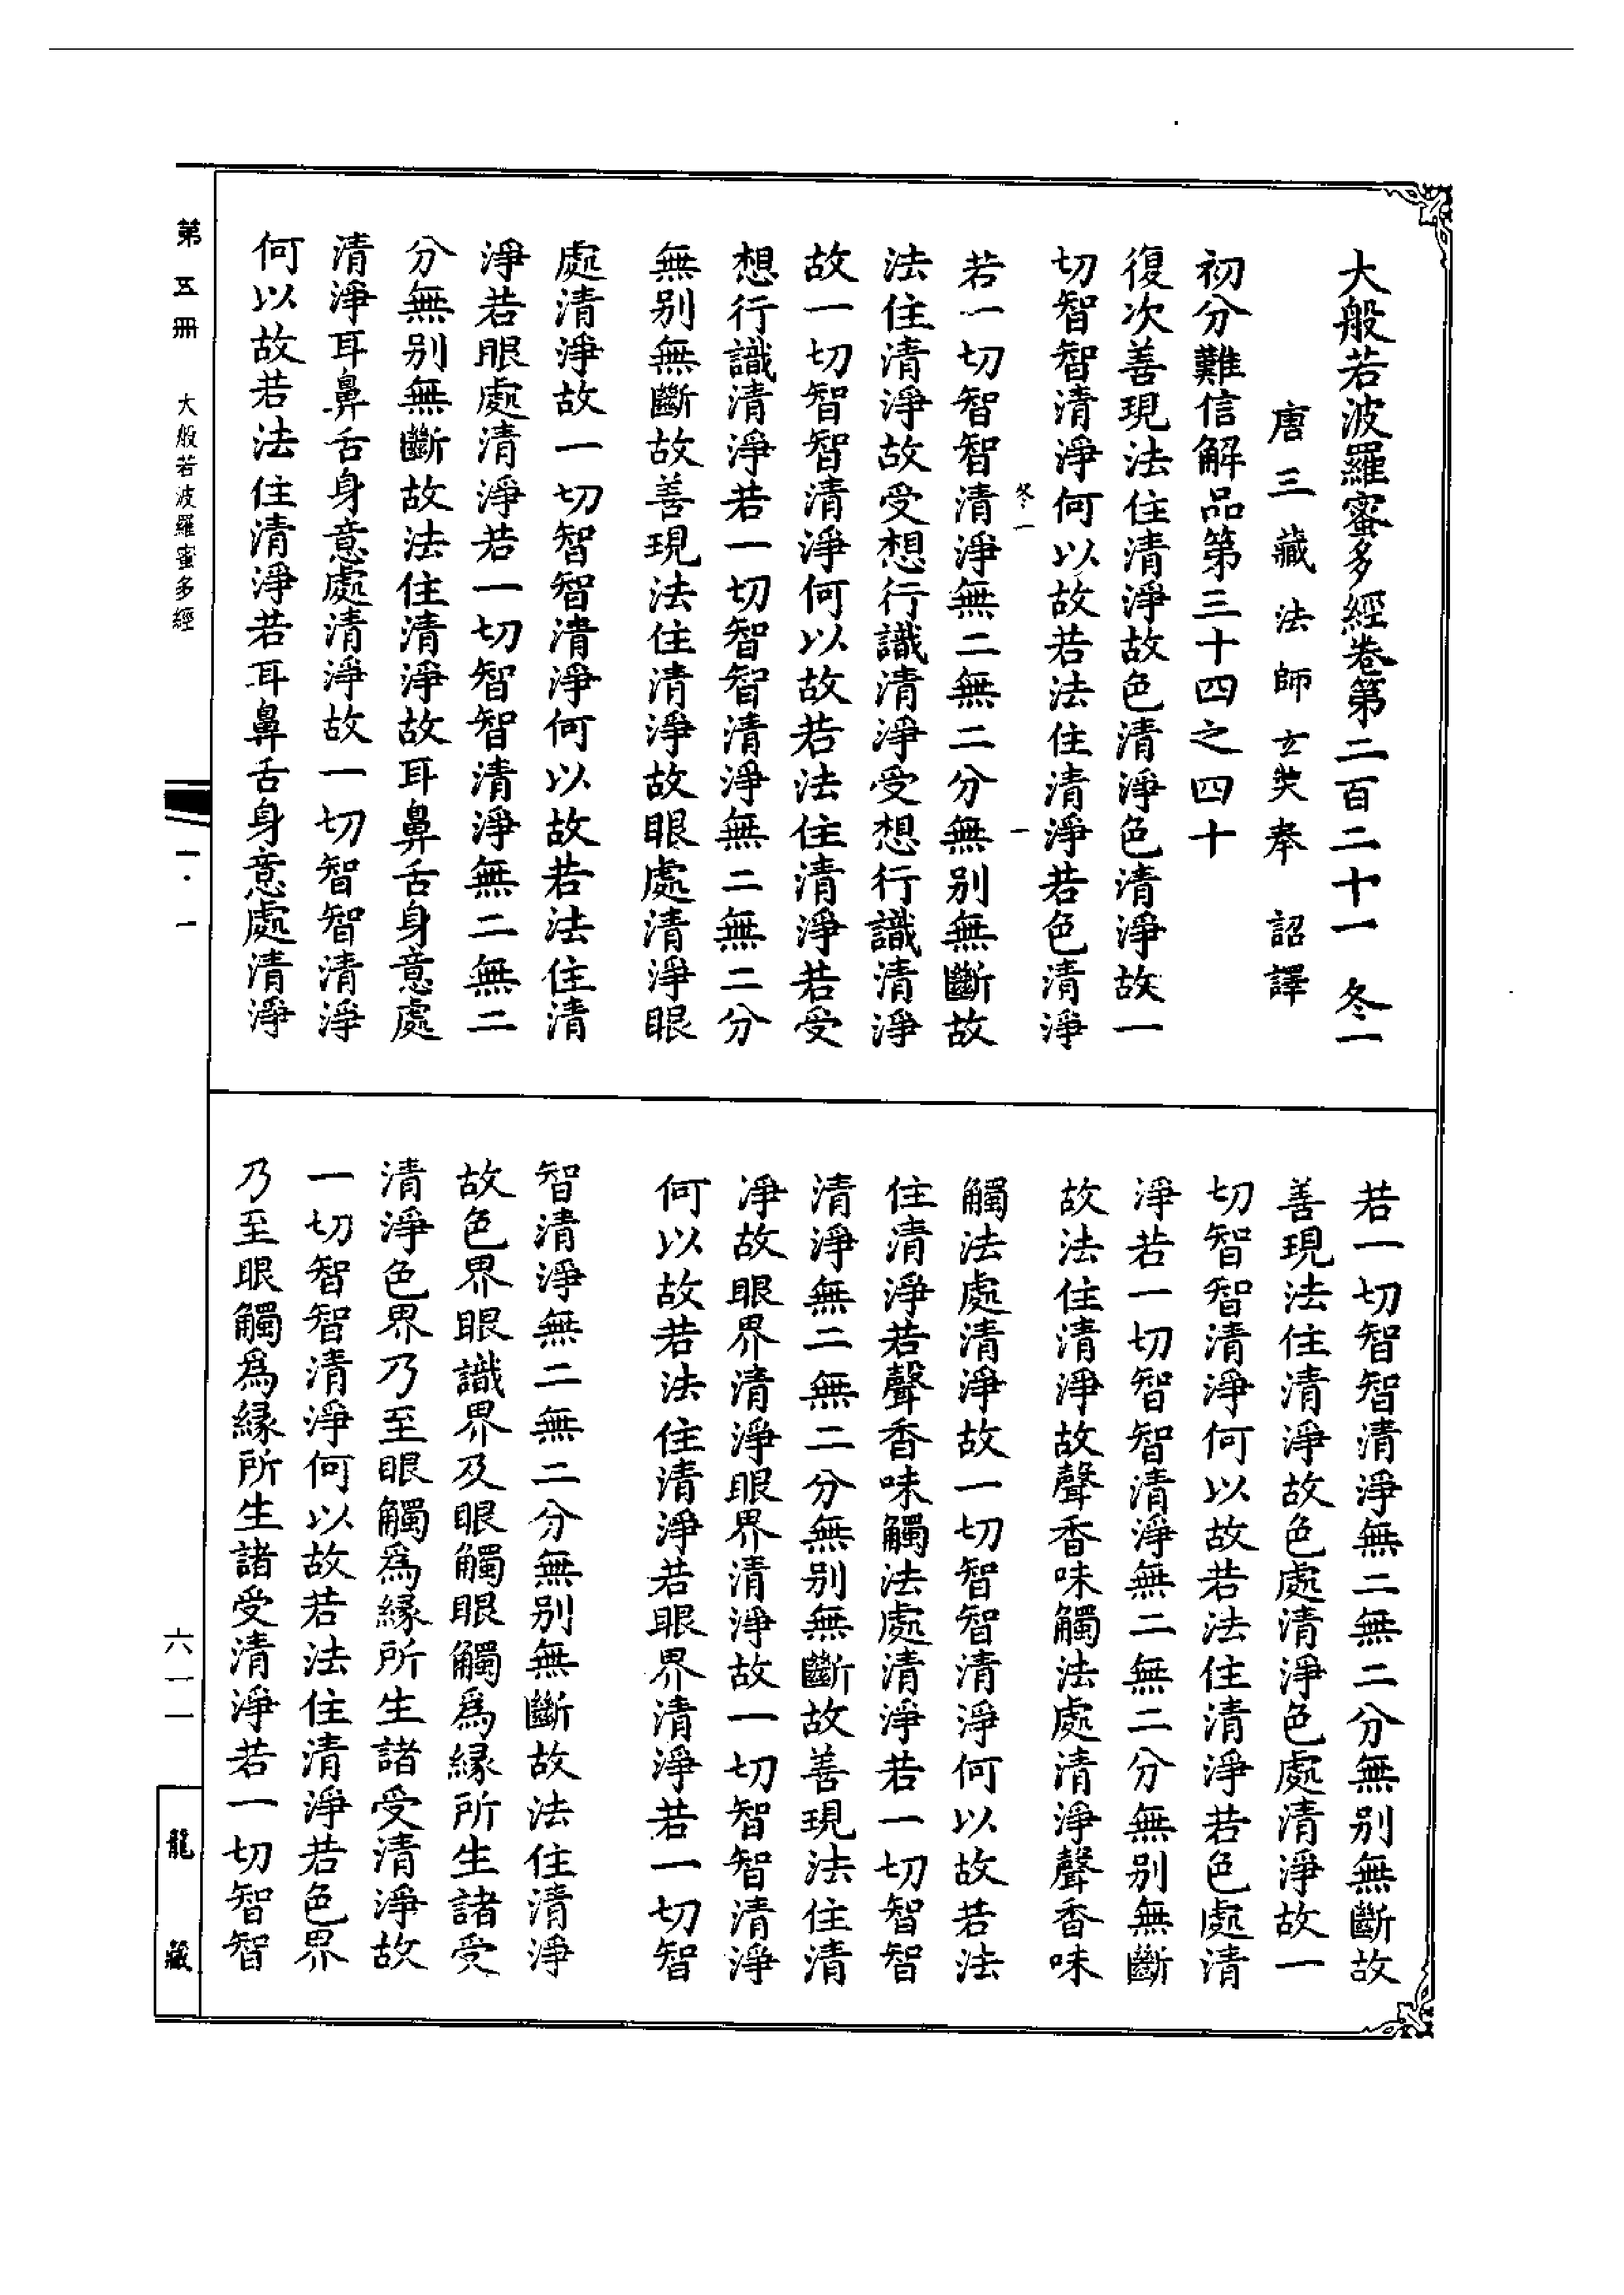 大般若波羅蜜多經卷第二百二十一 冬一
唐三藏法師玄奘奉 詔譯
初分難信解品第三十四之四十
復次善現法住清淨故色清淨色清淨故一
切智智清淨何以故若法住清淨若色清淨
冬一 一
若一切智智清淨無二無二分無別無斷故
法住清淨故受想行識清淨受想行識清淨
故一切智智清淨何以故若法住清淨若受
想行識清淨若一切智智清淨無二無二分
無別無斷故善現法住清淨故眼處清淨眼
處清淨故一切智智清淨何以故若法住清
淨若眼處清淨若一切智智清淨無二無二
分無別無斷故法住清淨故耳鼻舌身意處
清淨耳鼻舌身意處清淨故一切智智清淨
何以故若法住清淨若耳鼻舌身意處清淨
若一切智智清淨無二無二分無別無斷故
善現法住清淨故色處清淨色處清淨故一
切智智清淨何以故若法住清淨若色處清
淨若一切智智清淨無二無二分無別無斷
故法住清淨故聲香味觸法處清淨聲香味
觸法處清淨故一切智智清淨何以故若法
住清淨若聲香味觸法處清淨若一切智智
清淨無二無二分無別無斷故善現法住清
淨故眼界清淨眼界清淨故一切智智清淨
何以故若法住清淨若眼界清淨若一切智
智清淨無二無二分無別無斷故法住清淨
故色界眼識界及眼觸眼觸為緣所生諸受
清淨色界乃至眼觸為緣所生諸受清淨故
一切智智清淨何以故若法住清淨若色界
乃至眼觸為緣所生諸受清淨若一切智智
第五冊 大般若波羅蜜多經 一·一
六一一 龍藏